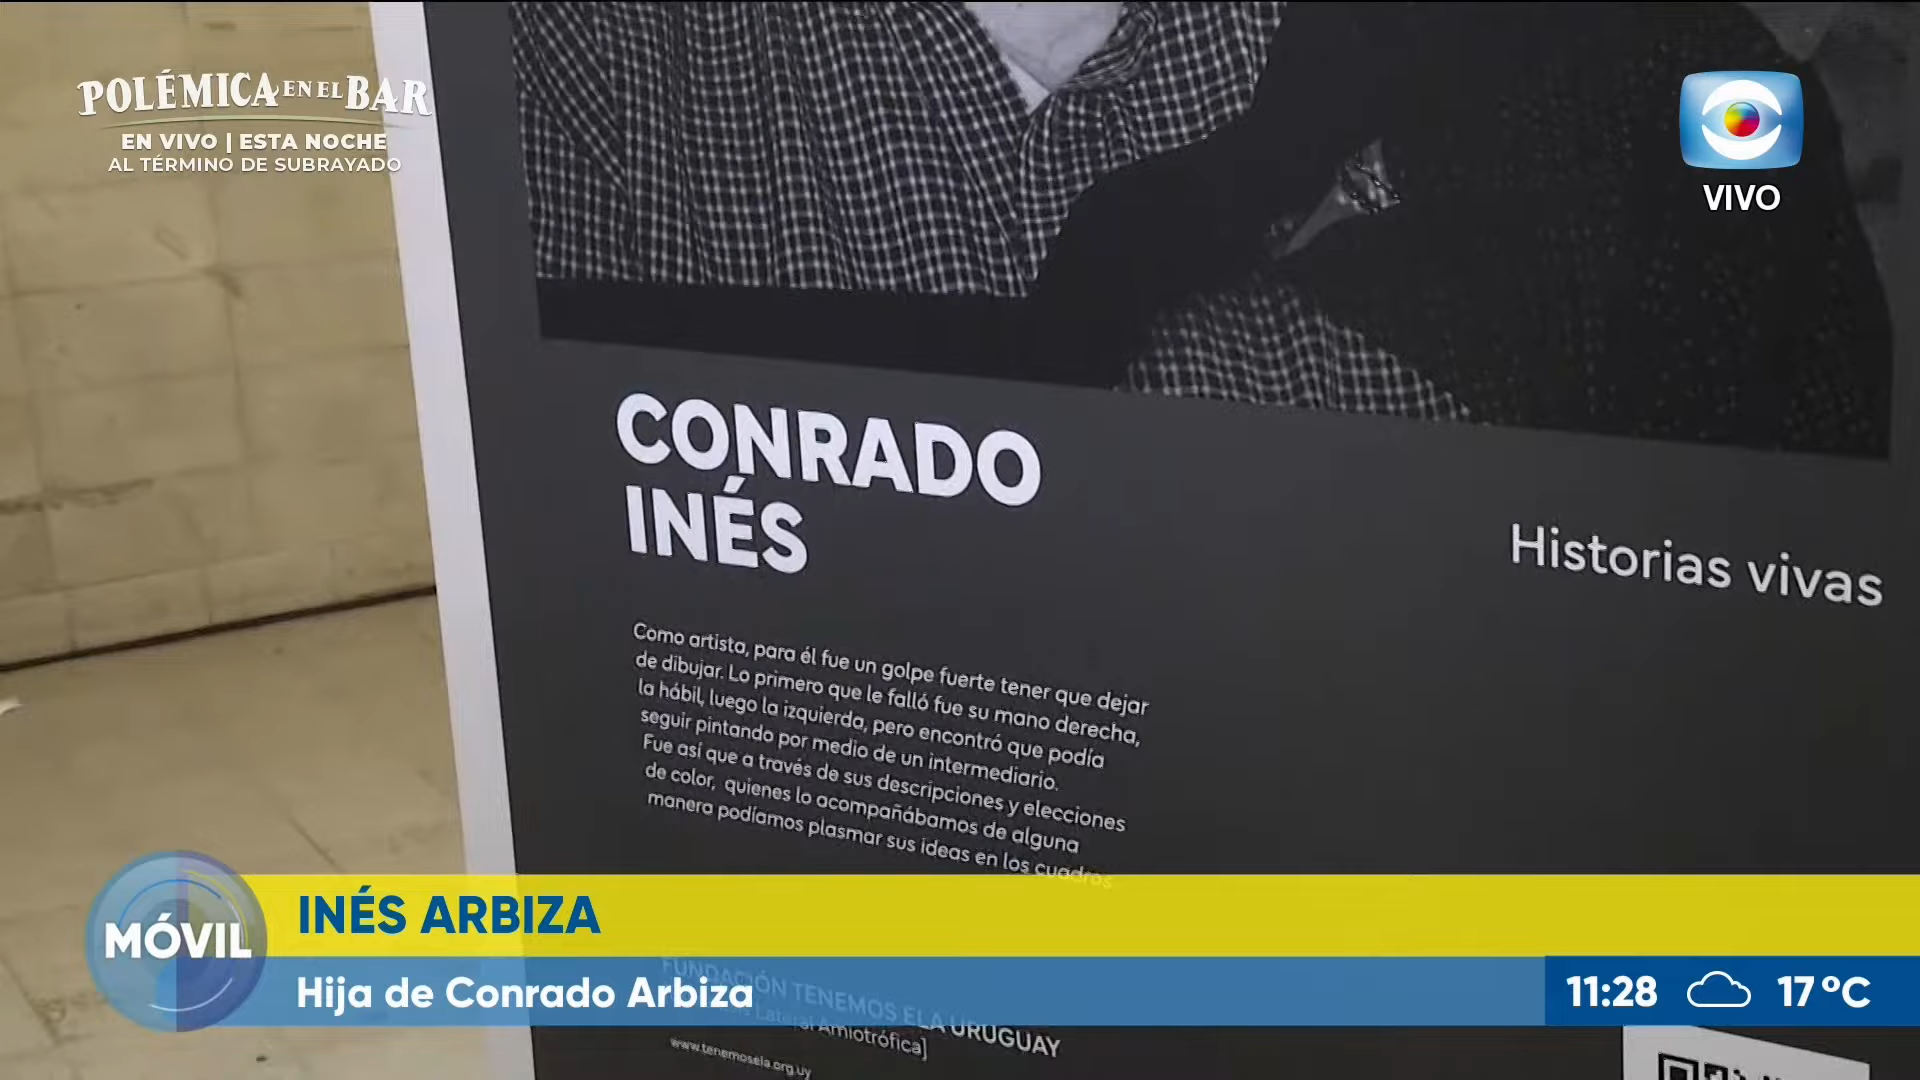 POLÉMICA EN EL BAR
EN VIVO | ESTA NOCHE
AL TÉRMINO DE SUBRAYADO
VIVO
CONRADO
INÉS
Historias vivas
Como artista, para él fue un golpe fuerte tener que dejar
de dibujar. Lo primero que le falló fue su mano derecha,
la hábil, luego la izquierda, pero encontró que podía
seguir pintando por medio de un intermediario.
Fue así que a través de sus descripciones y elecciones
de color, quienes lo acompañábamos de alguna
manera podíamos plasmar sus ideas en los cuadros
MÓVIL
INÉS ARBIZA
Hija de Conrado Arbiza
11:28
17 °C
FUNDACIÓN TENEMOS ELA URUGUAY
Lateral Amiotrófica]
www.tenemosela.org.uy